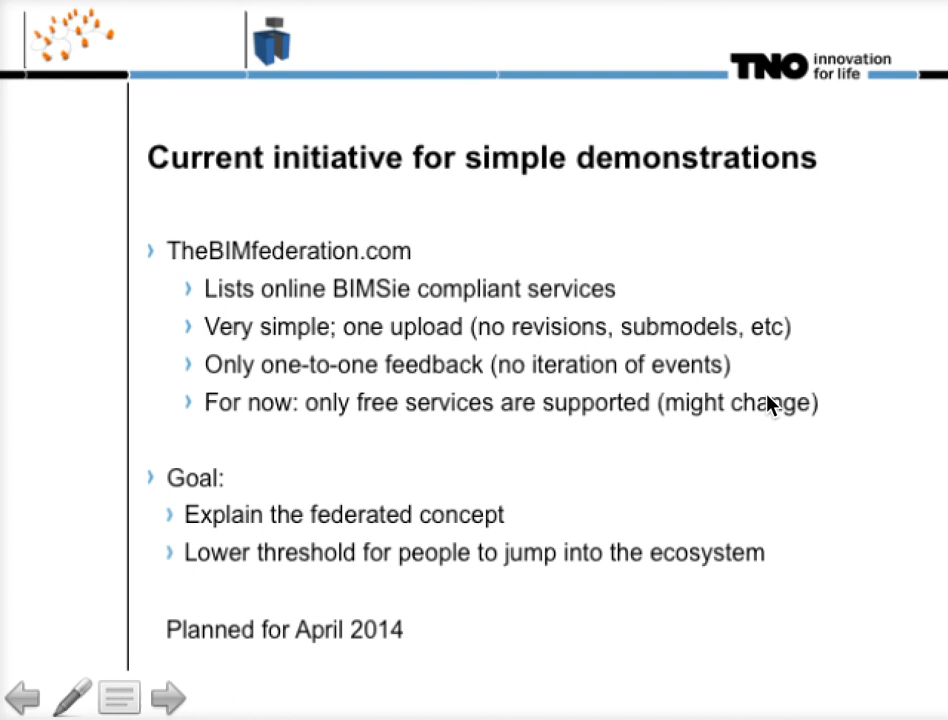 TNO innovation
for life
Current initiative for simple demonstrations
TheBIMfederation.com
Lists online BIMSie compliant services
Very simple; one upload (no revisions, submodels, etc)
Only one-to-one feedback (no iteration of events)
For now: only free services are supported (might change)
Goal:
Explain the federated concept
Lower threshold for people to jump into the ecosystem
Planned for April 2014